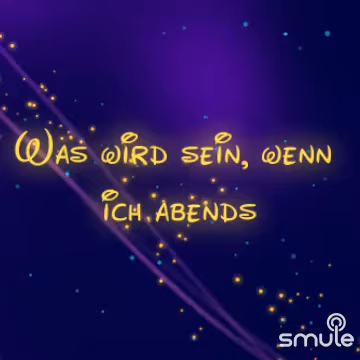 Was wird sein, wenn
ich abends
smule